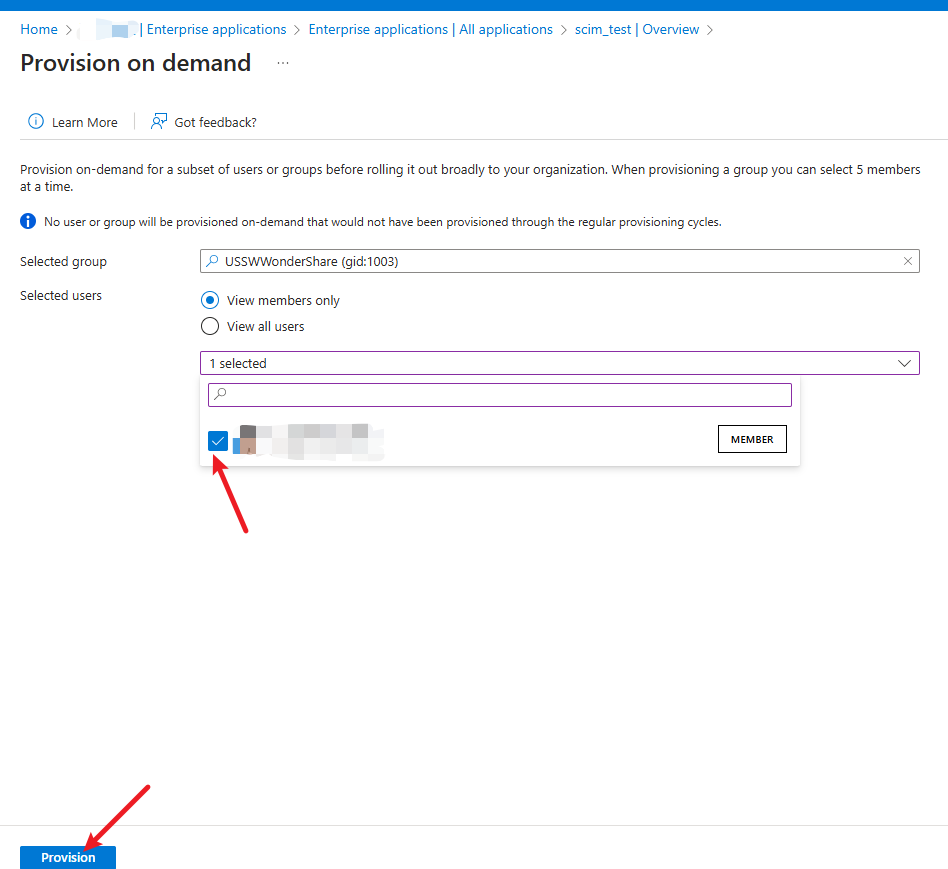 Home > | Enterprise applications > Enterprise applications | All applications > scim_test | Overview >
Provision on demand ...
Learn More | Got feedback?
Provision on-demand for a subset of users or groups before rolling it out broadly to your organization. When provisioning a group you can select 5 members
at a time.
No user or group will be provisioned on-demand that would not have been provisioned through the regular provisioning cycles.
Selected group USSWWonderShare (gid:1003)
Selected users
View members only
View all users
1 selected
MEMBER
Provision